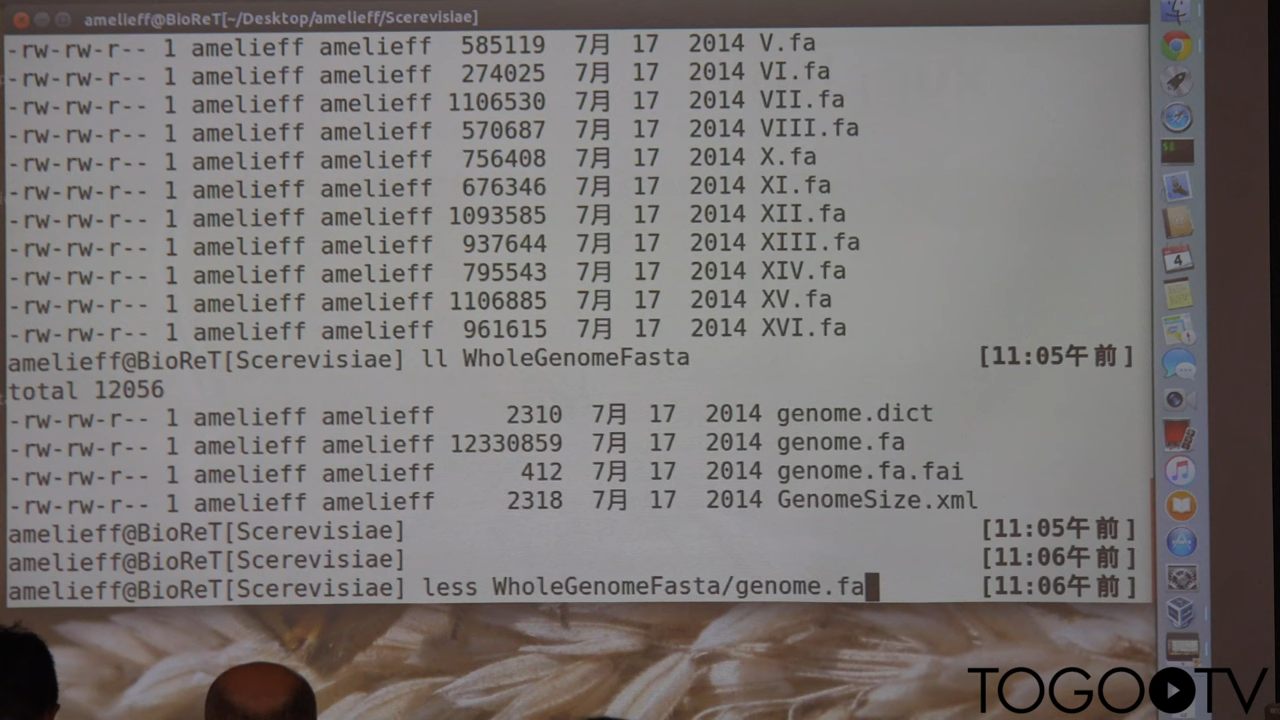 amelieff@BioReT[~/Desktop/amelieff/Scerevisiae]
-rw-rw-r-- 1 amelieff amelieff 585119 7月 17 2014 V.fa
-rw-rw-r-- 1 amelieff amelieff 274025 7月 17 2014 VI.fa
-rw-rw-r-- 1 amelieff amelieff 1106530 7月 17 2014 VII.fa
-rw-rw-r-- 1 amelieff amelieff 570687 7月 17 2014 VIII.fa
-rw-rw-r-- 1 amelieff amelieff 756408 7月 17 2014 X.fa
-rw-rw-r-- 1 amelieff amelieff 676346 7月 17 2014 XI.fa
-rw-rw-r-- 1 amelieff amelieff 1093585 7月 17 2014 XII.fa
-rw-rw-r-- 1 amelieff amelieff 937644 7月 17 2014 XIII.fa
-rw-rw-r-- 1 amelieff amelieff 795543 7月 17 2014 XIV.fa
-rw-rw-r-- 1 amelieff amelieff 1106885 7月 17 2014 XV.fa
-rw-rw-r-- 1 amelieff amelieff 961615 7月 17 2014 XVI.fa
amelieff@BioReT[Scerevisiae] ll WholeGenomeFasta [11:05午前]
total 12056
-rw-rw-r-- 1 amelieff amelieff 2310 7月 17 2014 genome.dict
-rw-rw-r-- 1 amelieff amelieff 12330859 7月 17 2014 genome.fa
-rw-rw-r-- 1 amelieff amelieff 412 7月 17 2014 genome.fa.fai
-rw-rw-r-- 1 amelieff amelieff 2318 7月 17 2014 GenomeSize.xml
amelieff@BioReT[Scerevisiae] [11:05午前]
amelieff@BioReT[Scerevisiae] [11:06午前]
amelieff@BioReT[Scerevisiae] less WholeGenomeFasta/genome.fa [11:06午前]
4
TOGOTV